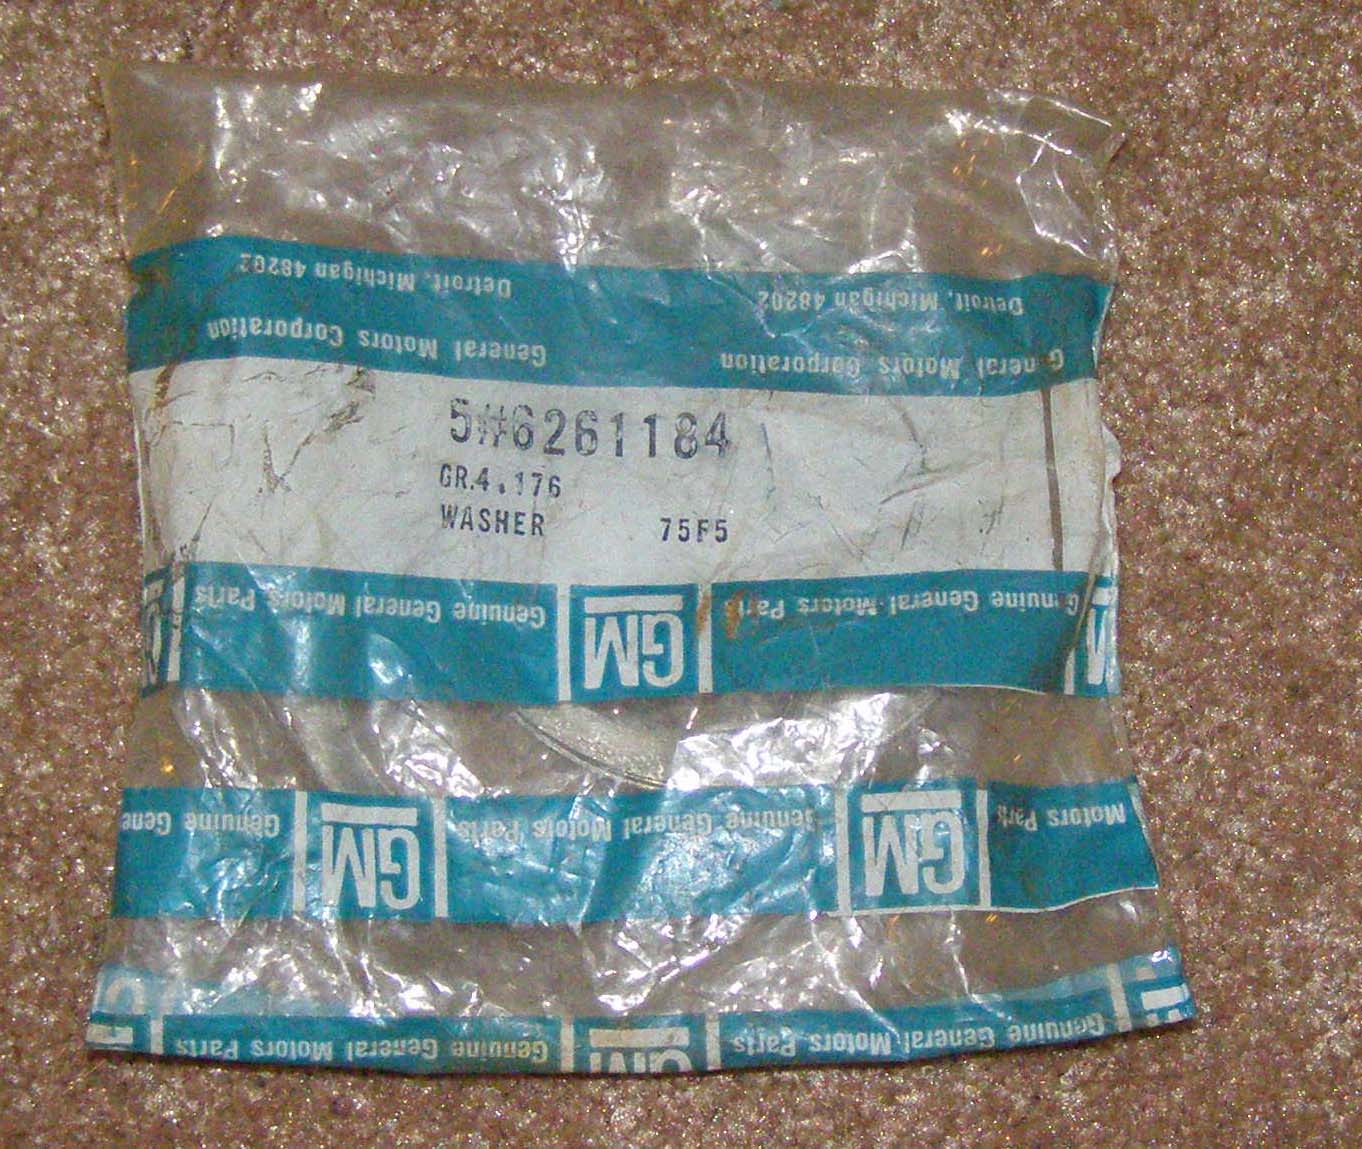 Detroit, Michigan 48202 Detroit, Michigan 48202
General Motors Corporation General Motors Corporation
5#6261184
GR.4.176
WASHER 75F5
Genuine General Motors Parts GM Genuine General Motors Parts
Gene Genuine GM Genuine General Motors Parts GM Motors Parts
Genuine General Motors Parts GM Genuine General Motors Parts